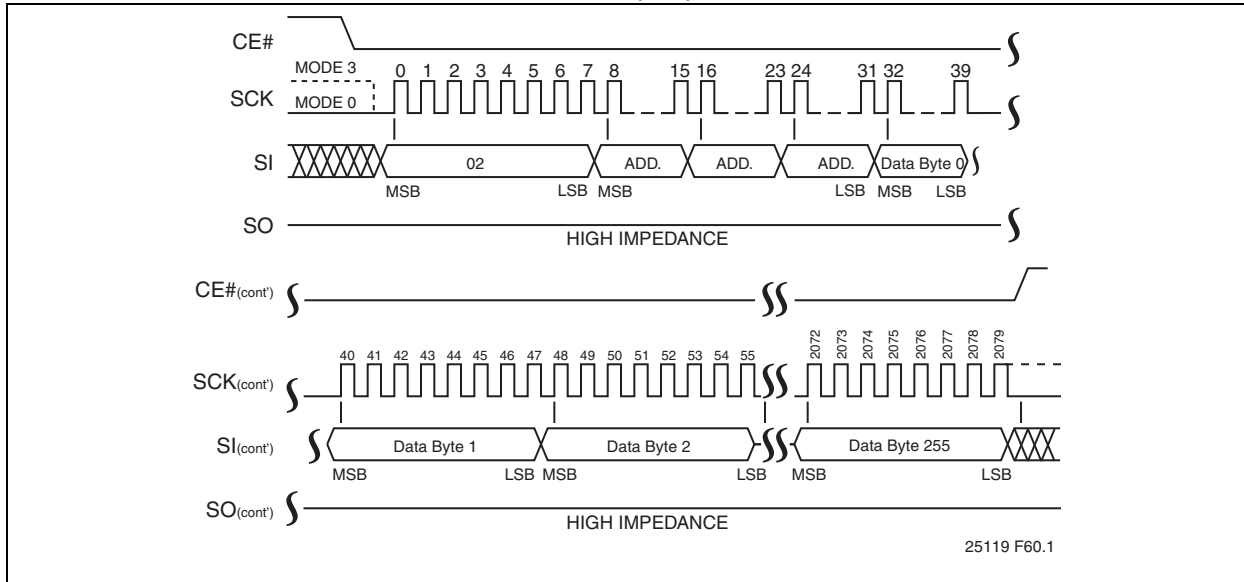 CE#
MODE 3
0 1 2 3 4 5 6 7 8 15 16 23 24 31 32 39
SCK
MODE 0
SI
02 ADD. ADD. ADD. Data Byte 0
MSB LSB MSB LSB MSB LSB
SO
HIGH IMPEDANCE
CE#(cont')
40 41 42 43 44 45 46 47 48 49 50 51 52 53 54 55 2072 2073 2074 2075 2076 2077 2078 2079
SCK(cont')
SI(cont') Data Byte 1 Data Byte 2 Data Byte 255
MSB LSB MSB LSB MSB LSB
SO(cont')
HIGH IMPEDANCE
25119 F60.1